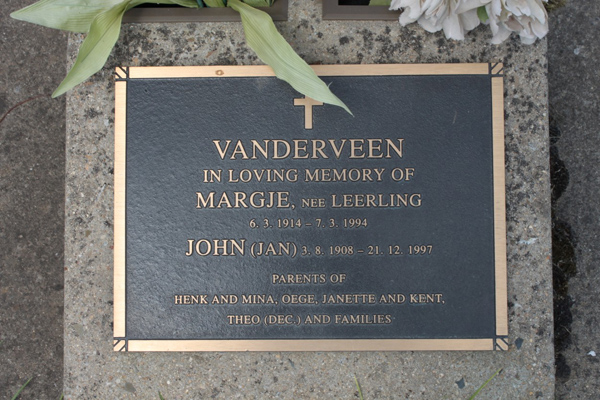 VANDERVEEN
IN LOVING MEMORY OF
MARGJE, NEE LEERLING
6. 3. 1914 – 7. 3. 1994
JOHN (JAN) 3. 8. 1908 – 21. 12. 1997
PARENTS OF
HENK AND MINA, OEGE, JANETTE AND KENT,
THEO (DEC.) AND FAMILIES